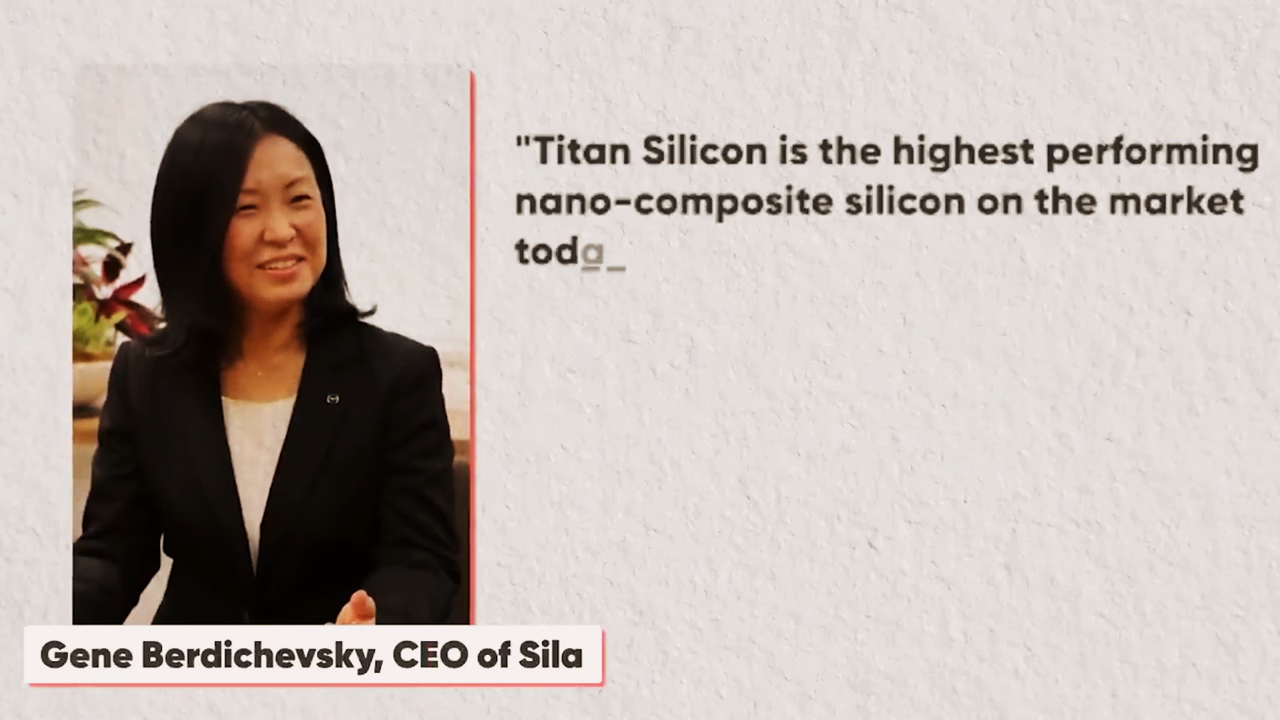 "Titan Silicon is the highest performing
nano-composite silicon on the market
toda_
Gene Berdichevsky, CEO of Sila